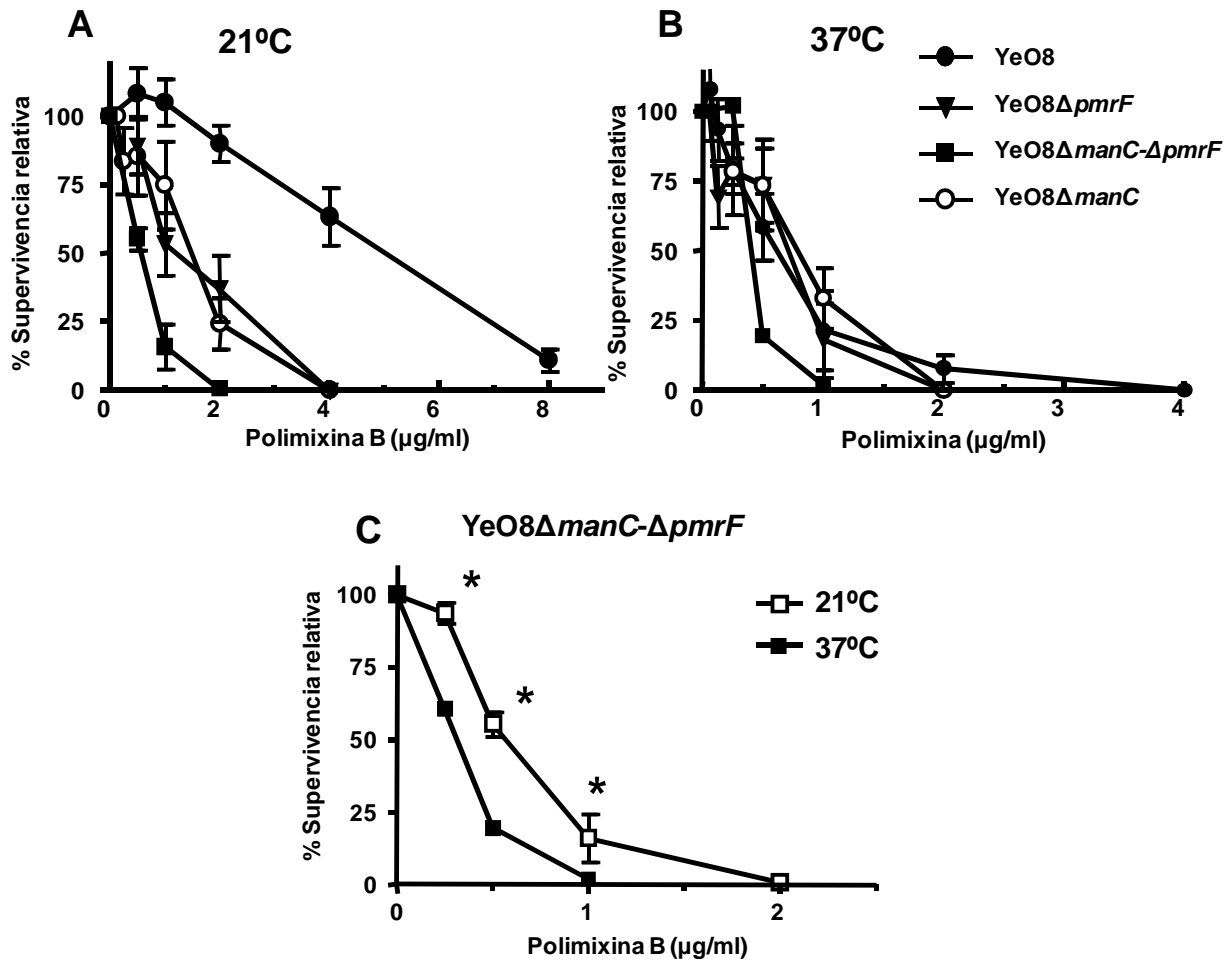 A
21ºC
% Supervivencia relativa
100
75
50
25
0
0
2
4
6
8
Polimixina B (µg/ml)
B
37ºC
% Supervivencia relativa
100
75
50
25
0
0
1
2
3
4
Polimixina (µg/ml)
YeO8
YeO8ΔpmrF
YeO8ΔmanC-ΔpmrF
YeO8ΔmanC
C
YeO8ΔmanC-ΔpmrF
% Supervivencia relativa
100
75
50
25
0
0
1
2
Polimixina B (µg/ml)
*
*
*
21ºC
37ºC